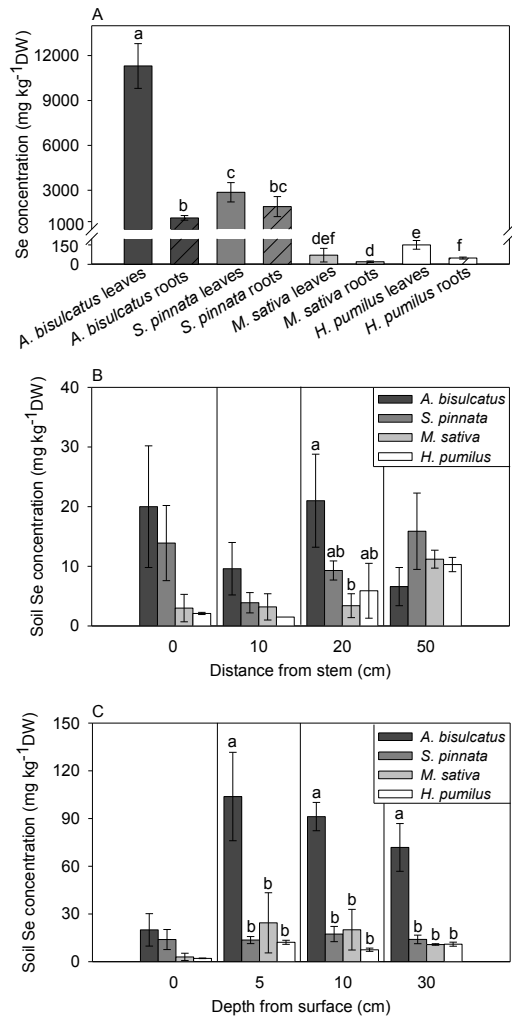 A
Se concentration (mg kg⁻¹DW)
12000
9000
6000
3000
1000
150
0
a
b
c
bc
def
d
e
f
A. bisulcatus leaves
A. bisulcatus roots
S. pinnata leaves
S. pinnata roots
M. sativa leaves
M. sativa roots
H. pumilus leaves
H. pumilus roots
B
Soil Se concentration (mg kg⁻¹DW)
40
30
20
10
0
A. bisulcatus
S. pinnata
M. sativa
H. pumilus
a
ab
b
ab
0 10 20 50
Distance from stem (cm)
C
Soil Se concentration (mg kg⁻¹DW)
150
120
90
60
30
0
A. bisulcatus
S. pinnata
M. sativa
H. pumilus
a
b
b
b
a
b
b
b
a
b
b
b
0 5 10 30
Depth from surface (cm)